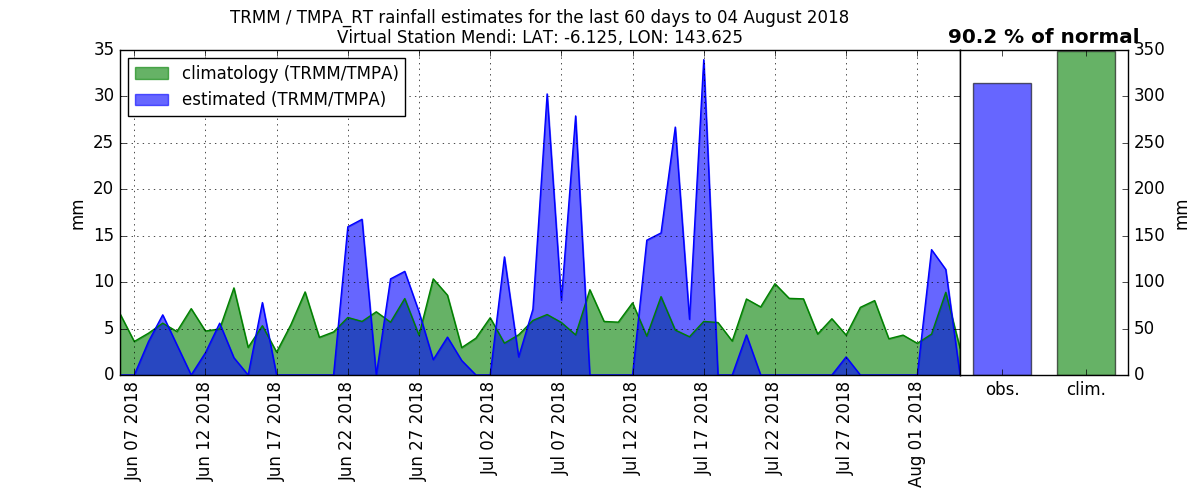 TRMM / TMPA_RT rainfall estimates for the last 60 days to 04 August 2018
Virtual Station Mendi: LAT: -6.125, LON: 143.625
90.2 % of normal
climatology (TRMM/TMPA)
estimated (TRMM/TMPA)
35
30
25
20
15
10
5
0
mm
Jun 07 2018
Jun 12 2018
Jun 17 2018
Jun 22 2018
Jun 27 2018
Jul 02 2018
Jul 07 2018
Jul 12 2018
Jul 17 2018
Jul 22 2018
Jul 27 2018
Aug 01 2018
obs.
clim.
350
300
250
200
150
100
50
0
mm